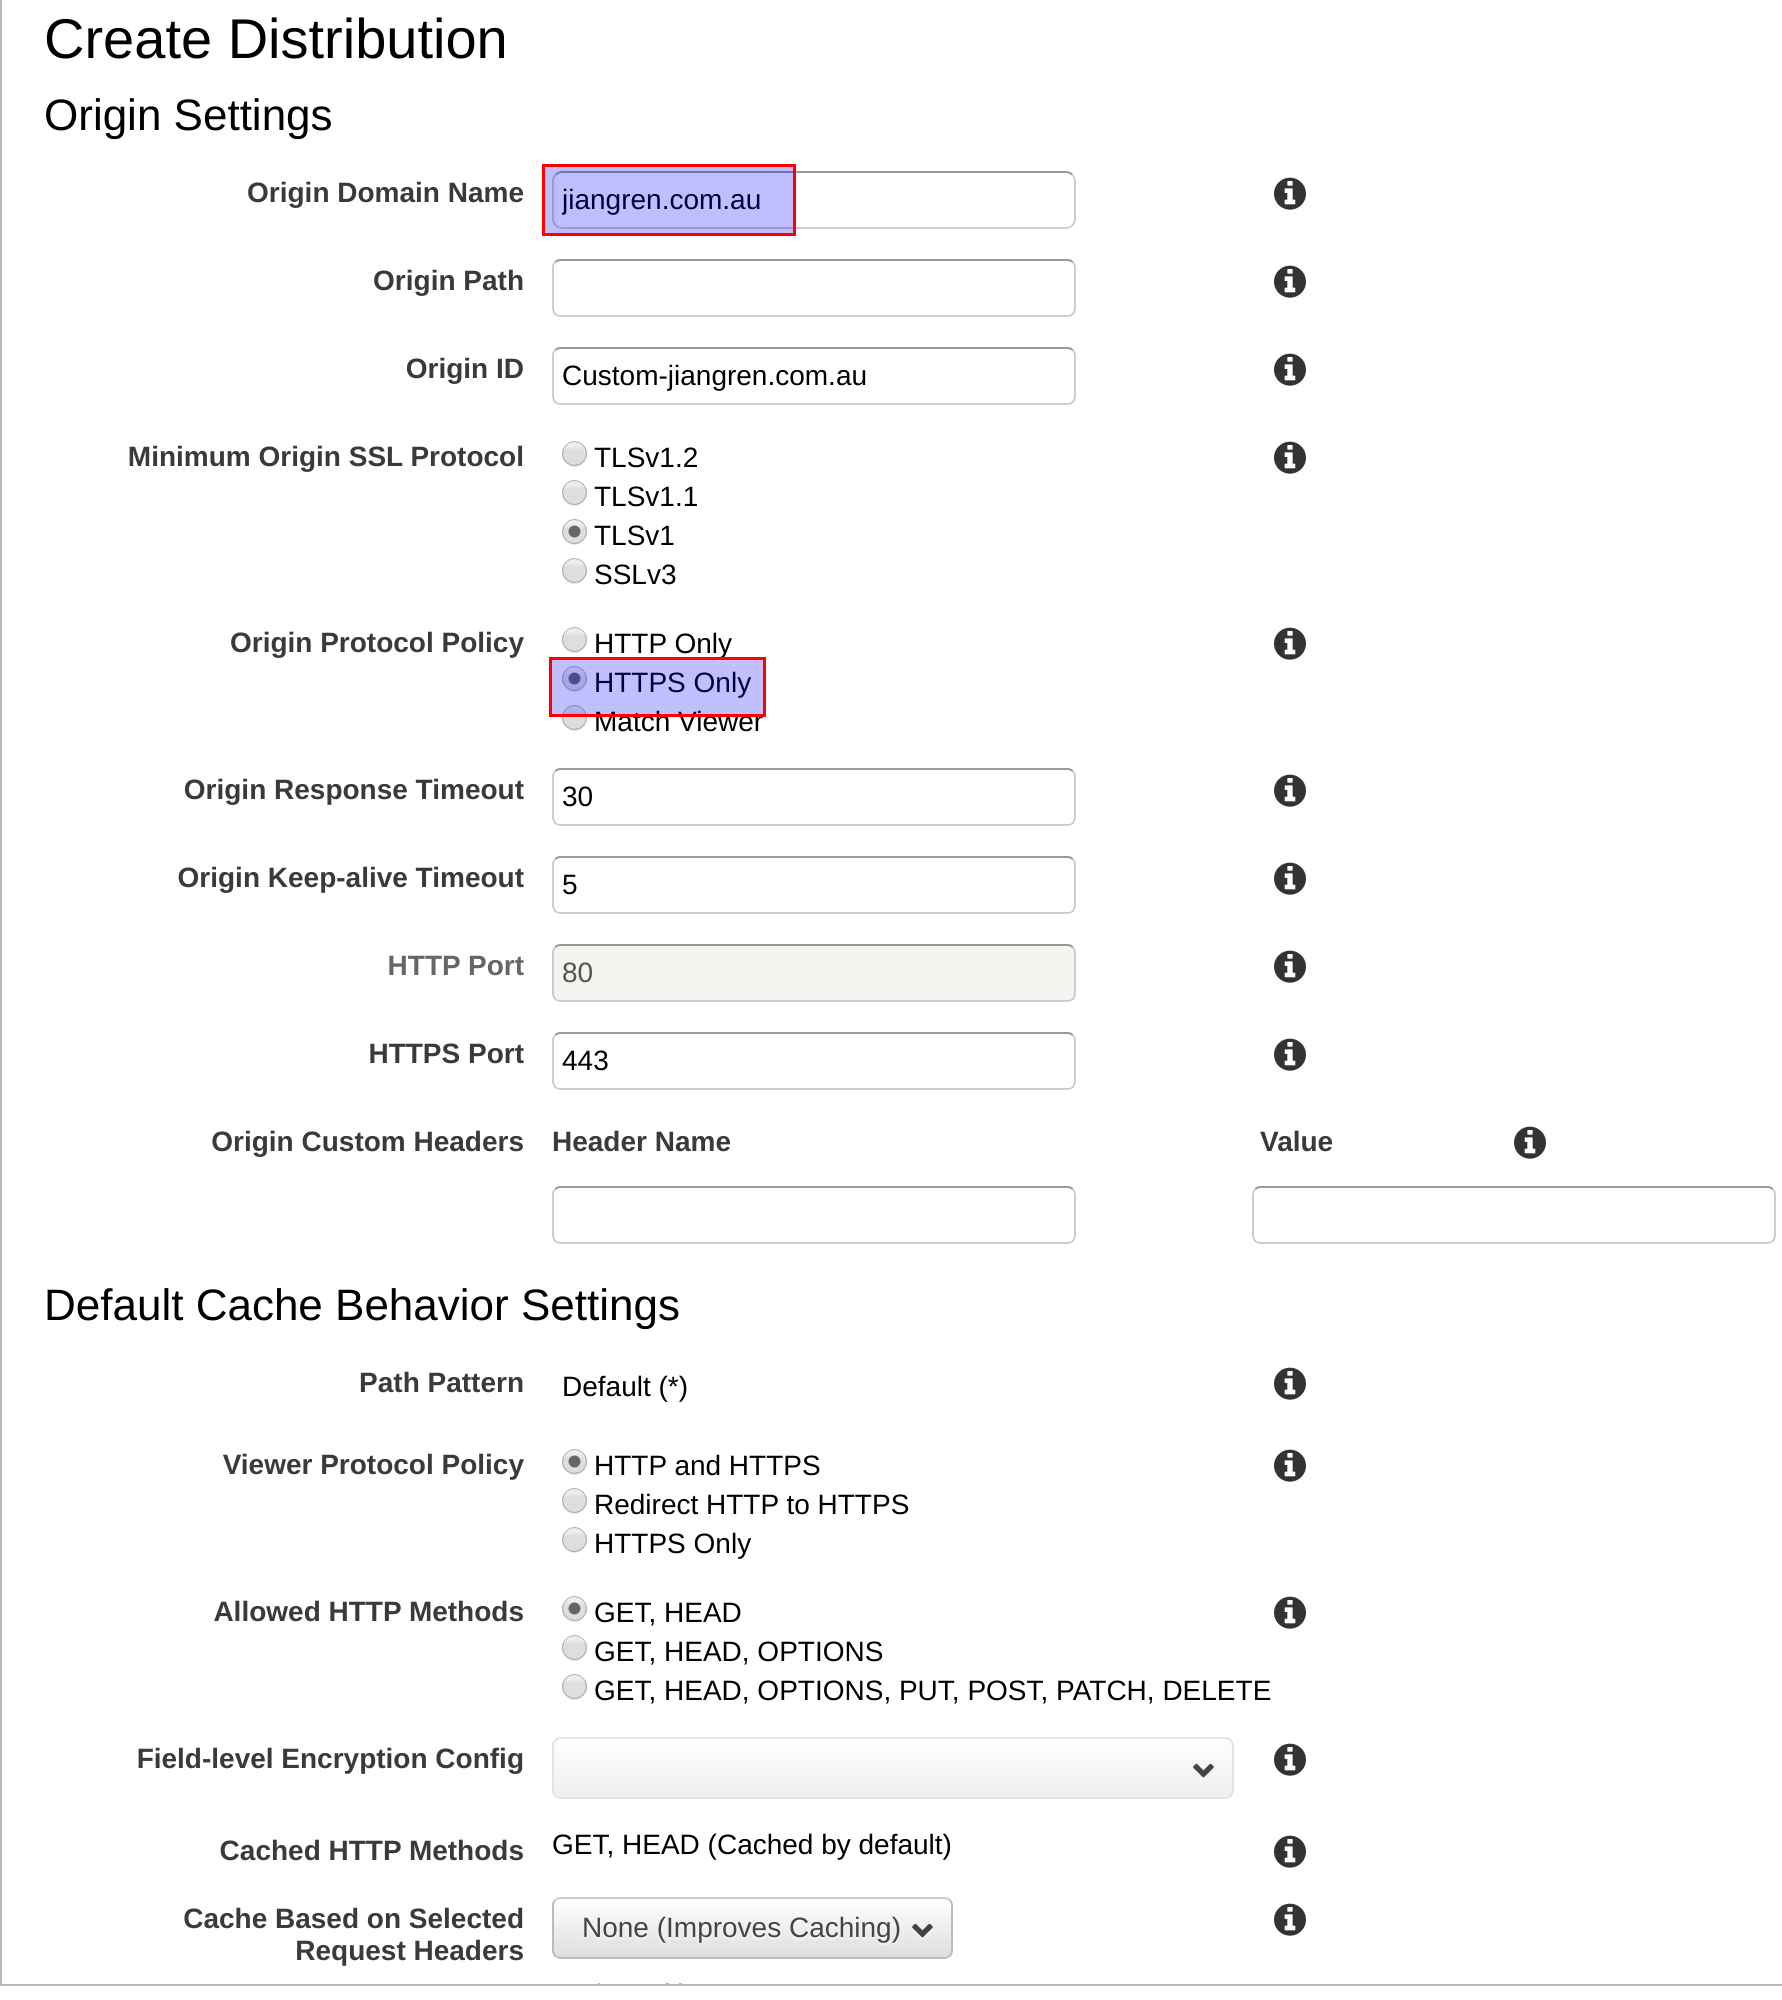 Create Distribution
Origin Settings
Origin Domain Name jiangren.com.au
Origin Path
Origin ID Custom-jiangren.com.au
Minimum Origin SSL Protocol TLSv1.2
TLSv1.1
TLSv1
SSLv3
Origin Protocol Policy HTTP Only
HTTPS Only
Match Viewer
Origin Response Timeout 30
Origin Keep-alive Timeout 5
HTTP Port 80
HTTPS Port 443
Origin Custom Headers Header Name Value
Default Cache Behavior Settings
Path Pattern Default (*)
Viewer Protocol Policy HTTP and HTTPS
Redirect HTTP to HTTPS
HTTPS Only
Allowed HTTP Methods GET, HEAD
GET, HEAD, OPTIONS
GET, HEAD, OPTIONS, PUT, POST, PATCH, DELETE
Field-level Encryption Config
Cached HTTP Methods GET, HEAD (Cached by default)
Cache Based on Selected None (Improves Caching)
Request Headers